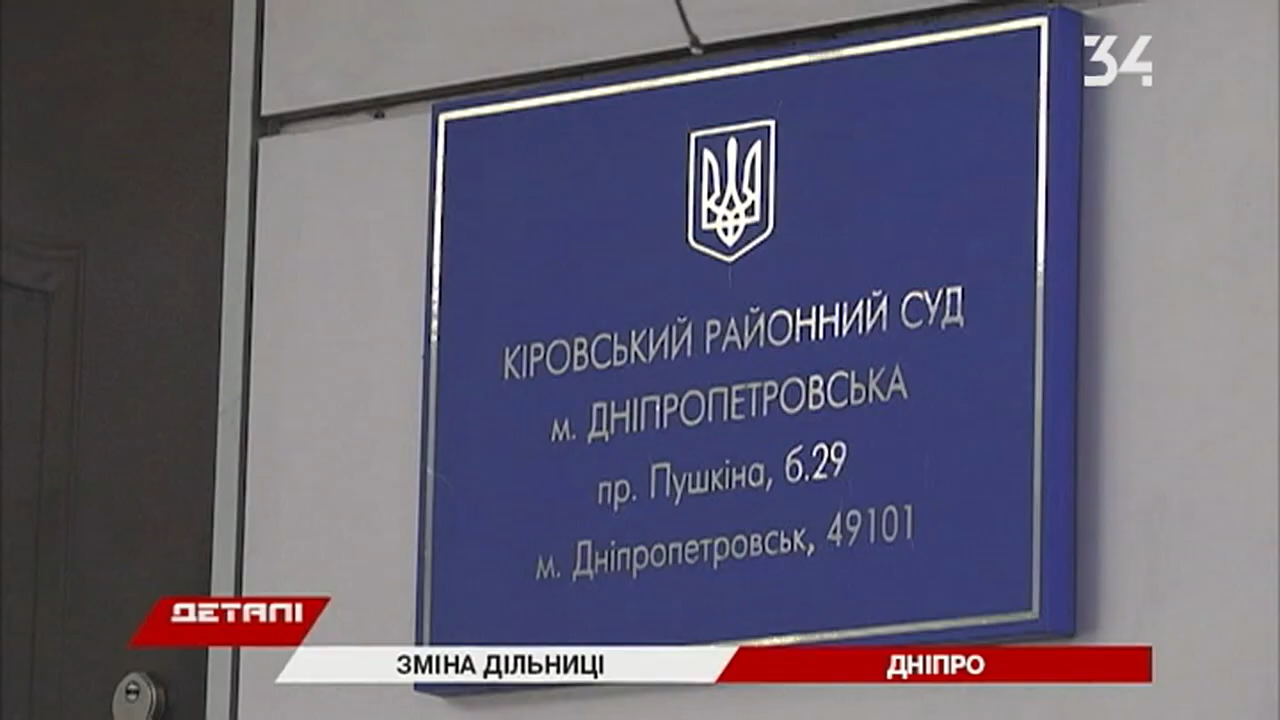 34
КІРОВСЬКИЙ РАЙОННИЙ СУД
м. ДНІПРОПЕТРОВСЬКА
пр. Пушкіна, б.29
м. Дніпропетровськ, 49101
ДЕТАЛІ
ЗМІНА ДІЛЬНИЦІ
ДНІПРО